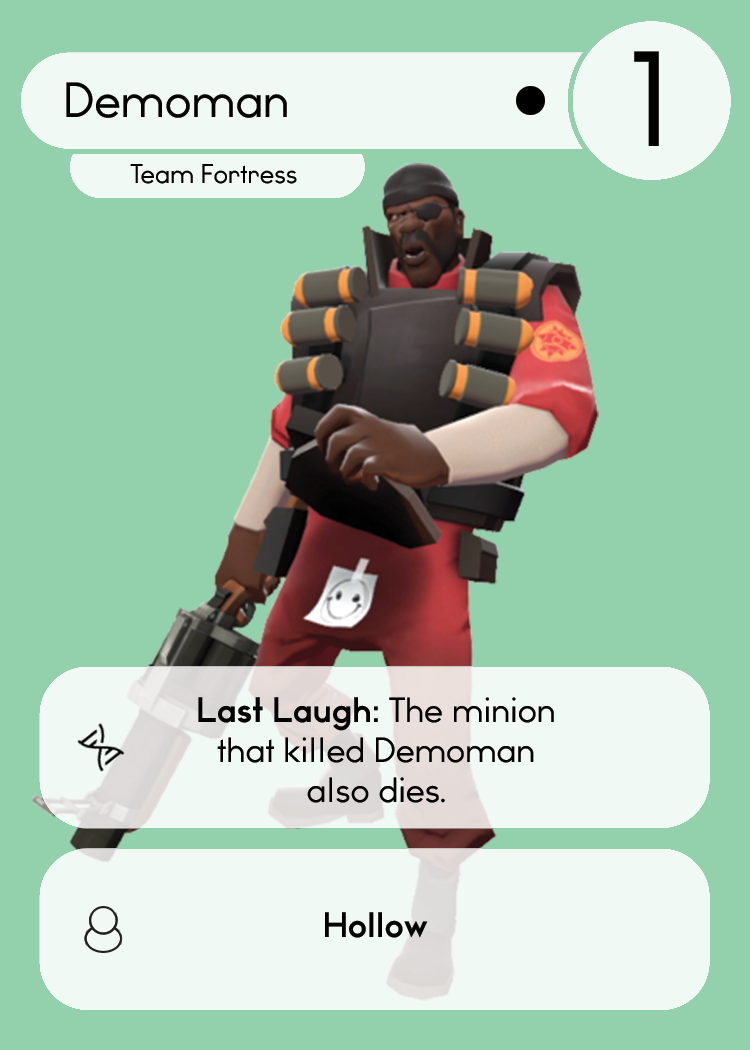 Demoman
1
Team Fortress
Last Laugh: The minion
that killed Demoman
also dies.
Hollow